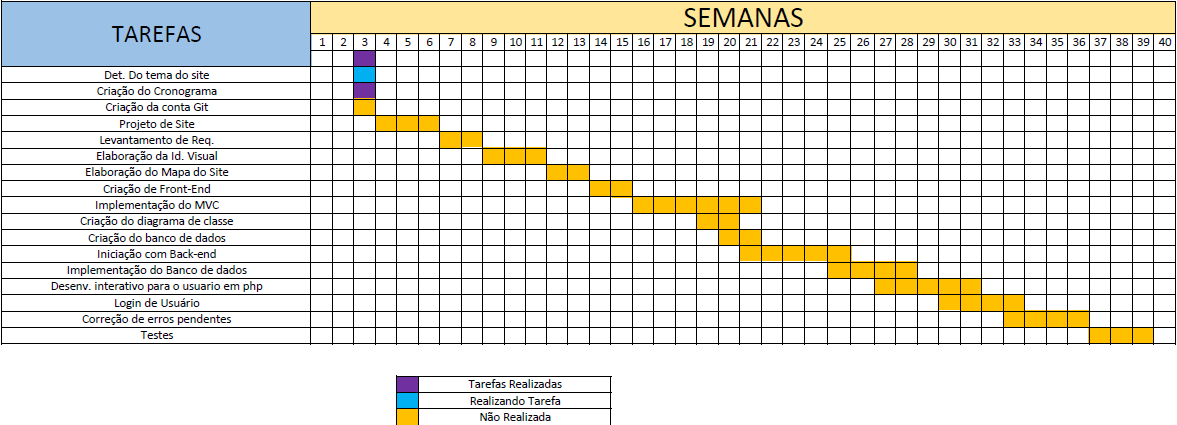 TAREFAS
SEMANAS
1 2 3 4 5 6 7 8 9 10 11 12 13 14 15 16 17 18 19 20 21 22 23 24 25 26 27 28 29 30 31 32 33 34 35 36 37 38 39 40
Det. Do tema do site
Criação do Cronograma
Criação da conta Git
Projeto de Site
Levantamento de Req.
Elaboração da Id. Visual
Elaboração do Mapa do Site
Criação de Front-End
Implementação do MVC
Criação do diagrama de classe
Criação do banco de dados
Iniciação com Back-end
Implementação do Banco de dados
Desenv. interativo para o usuario em php
Login de Usuário
Correção de erros pendentes
Testes
Tarefas Realizadas
Realizando Tarefa
Não Realizada